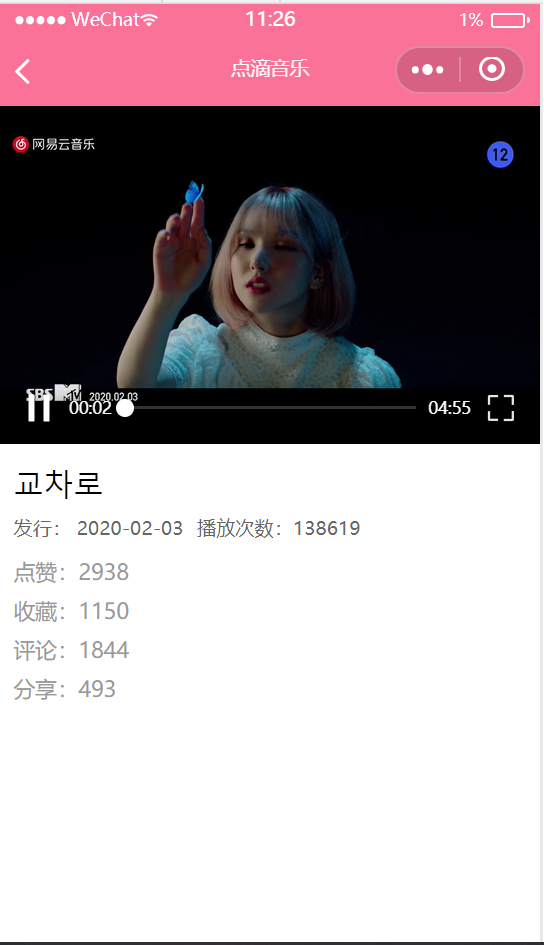 WeChat 11:26 1%
点滴音乐
网易云音乐
12
SBS MTV 2020.02.03
00:02 04:55
교차로
发行： 2020-02-03 播放次数：138619
点赞：2938
收藏：1150
评论：1844
分享：493